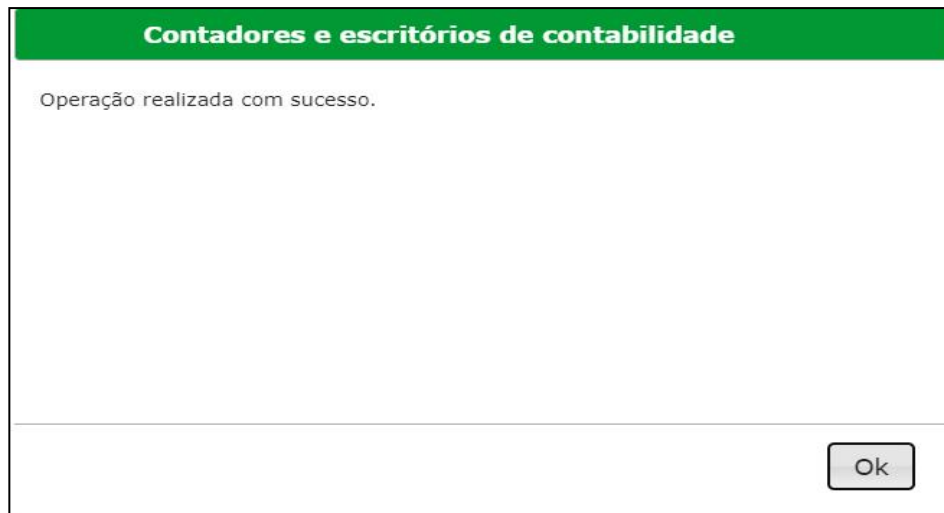 Contadores e escritórios de contabilidade
Operação realizada com sucesso.
Ok